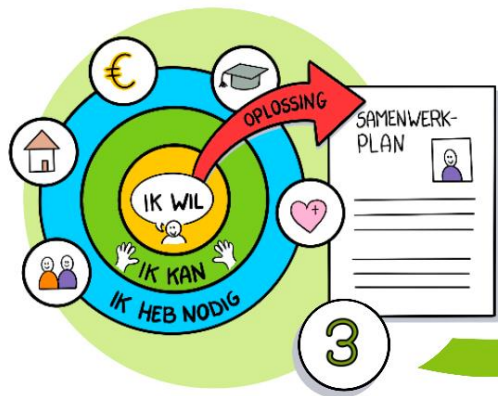 €
OPLOSSING
SAMENWERK-
PLAN
IK WIL
IK KAN
IK HEB NODIG
3